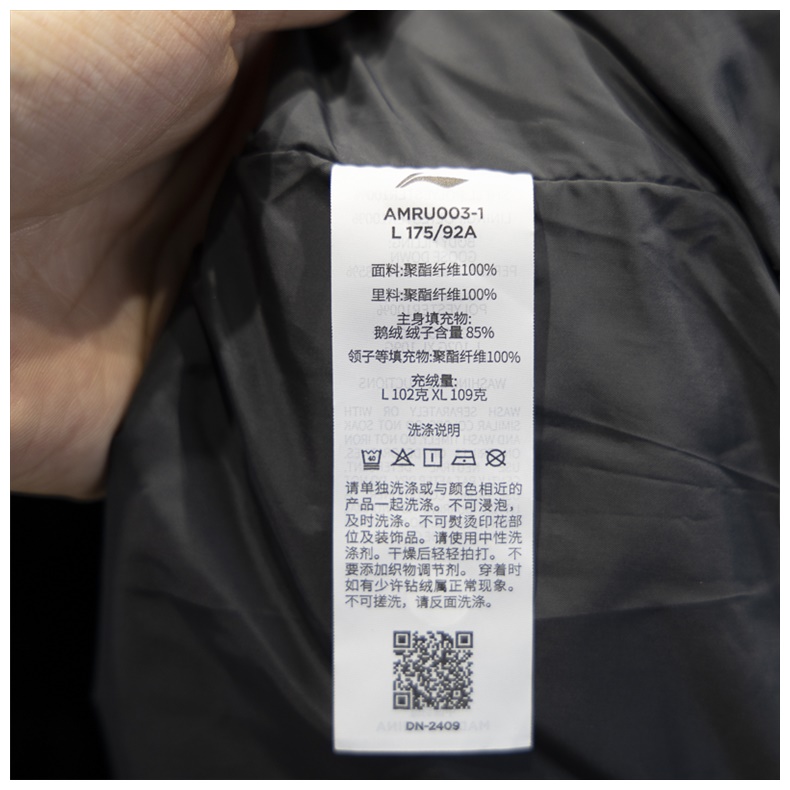 AMRU003-1
L 175/92A
面料:聚酯纤维100%
里料:聚酯纤维100%
主身填充物:
鹅绒 绒子含量 85%
领子等填充物:聚酯纤维100%
充绒量:
L 102克 XL 109克
洗涤说明
40
请单独洗涤或与颜色相近的
产品一起洗涤。不可浸泡，
及时洗涤。不可熨烫印花部
位及装饰品。请使用中性洗
涤剂。干燥后轻轻拍打。 不
要添加织物调节剂。 穿着时
如有少许钻绒属正常现象。
不可搓洗，请反面洗涤。
DN-2409